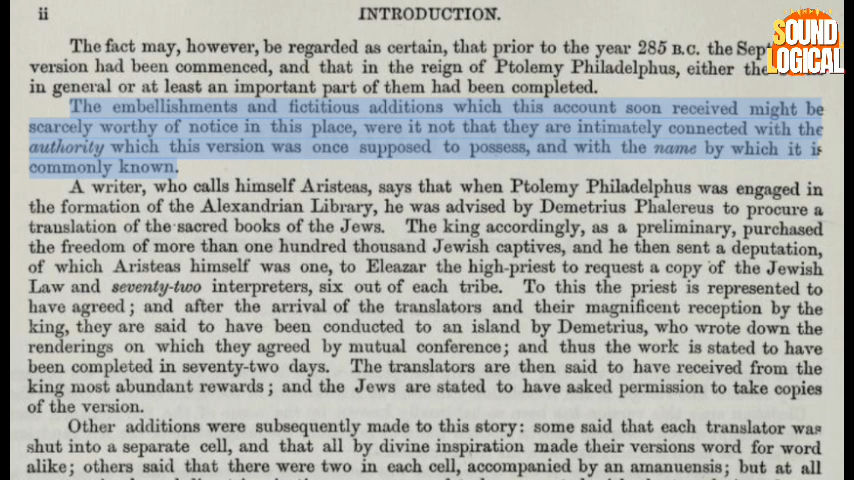 ii INTRODUCTION.
SOUND
LOGICAL
The fact may, however, be regarded as certain, that prior to the year 285 B.C. the
version had been commenced, and that in the reign of Ptolemy Philadelphus, either the
in general or at least an important part of them had been completed.
The embellishments and fictitious additions which this account soon received might be
scarcely worthy of notice in this place, were it not that they are intimately connected with the
authority which this version was once supposed to possess, and with the name by which it is
commonly known.
A writer, who calls himself Aristeas, says that when Ptolemy Philadelphus was engaged in
the formation of the Alexandrian Library, he was advised by Demetrius Phalereus to procure a
translation of the sacred books of the Jews. The king accordingly, as a preliminary, purchased
the freedom of more than one hundred thousand Jewish captives, and he then sent a deputation,
of which Aristeas himself was one, to Eleazar the high-priest to request a copy of the Jewish
Law and seventy-two interpreters, six out of each tribe. To this the priest is represented to
have agreed; and after the arrival of the translators and their magnificent reception by the
king, they are said to have been conducted to an island by Demetrius, who wrote down the
renderings on which they agreed by mutual conference; and thus the work is stated to have
been completed in seventy-two days. The translators are then said to have received from the
king most abundant rewards; and the Jews are stated to have asked permission to take copies
of the version.
Other additions were subsequently made to this story: some said that each translator was
shut into a separate cell, and that all by divine inspiration made their versions word for word
alike; others said that there were two in each cell, accompanied by an amanuensis; but at all